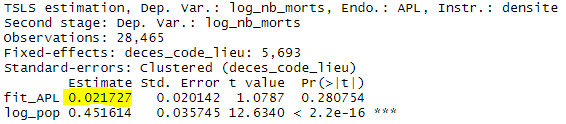 TSLS estimation, Dep. Var.: log_nb_morts, Endo.: APL, Instr.: densite
Second stage: Dep. Var.: log_nb_morts
Observations: 28,465
Fixed-effects: deces_code_lieu: 5,693
Standard-errors: Clustered (deces_code_lieu)
Estimate Std. Error t value Pr(>|t|)
fit_APL 0.021727 0.020142 1.0787 0.280754
log_pop 0.451614 0.035745 12.6340 < 2.2e-16 ***